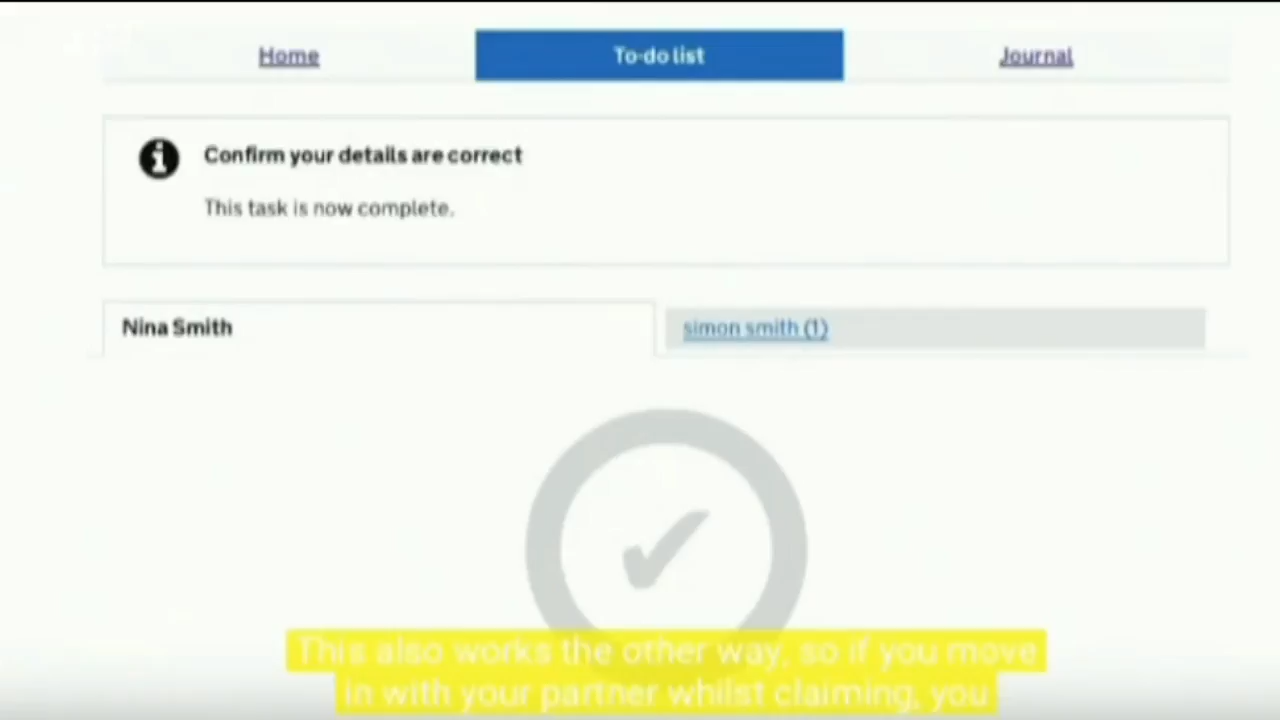 Home To-do list Journal
Confirm your details are correct
This task is now complete.
Nina Smith simon smith (1)
This also works the other way, so if you move
in with your partner whilst claiming, you